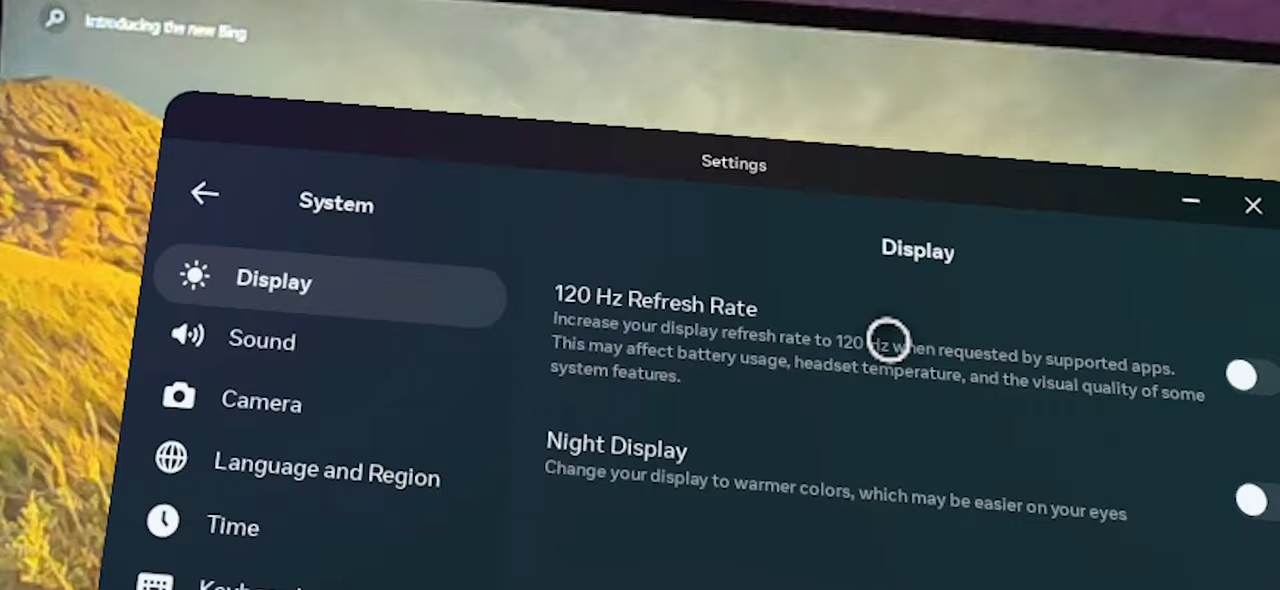 Introducing the new Bing
Settings
System
Display
Display
Sound
Camera
Language and Region
Time
120 Hz Refresh Rate
Increase your display refresh rate to 120 Hz when requested by supported apps.
This may affect battery usage, headset temperature, and the visual quality of some
system features.
Night Display
Change your display to warmer colors, which may be easier on your eyes